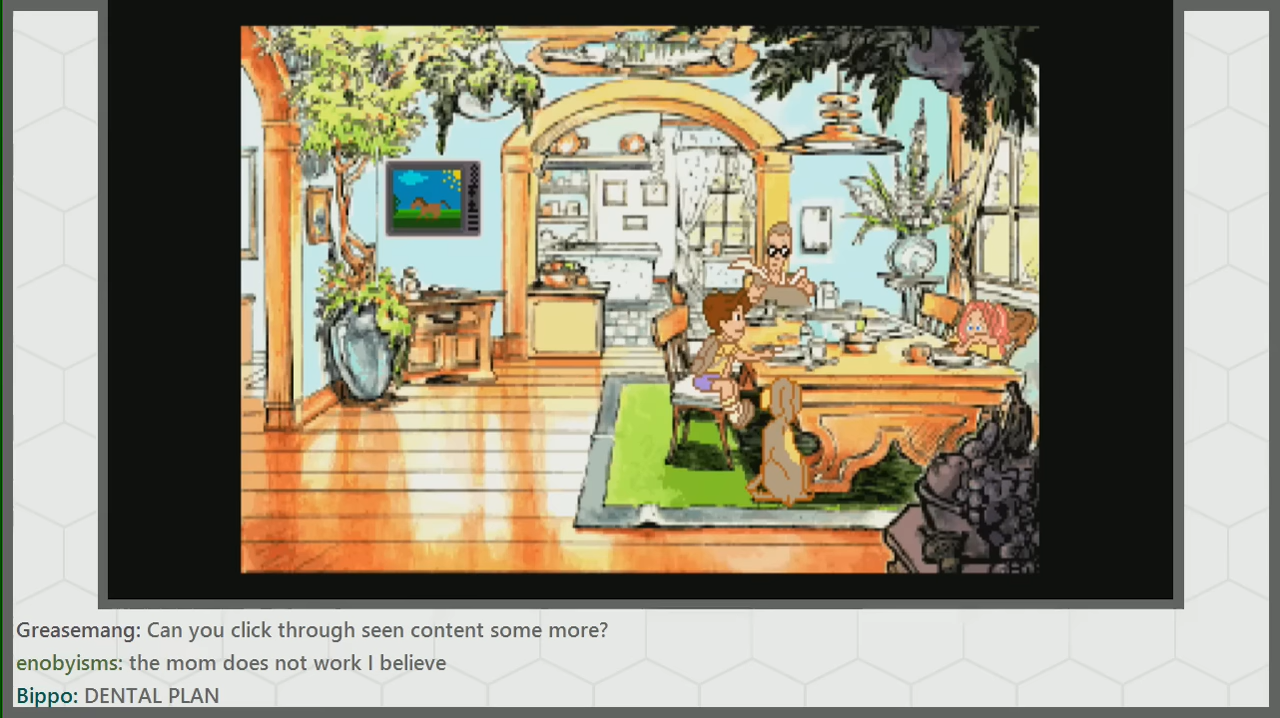 Greasemang: Can you click through seen content some more?
enobyisms: the mom does not work I believe
Bippo: DENTAL PLAN